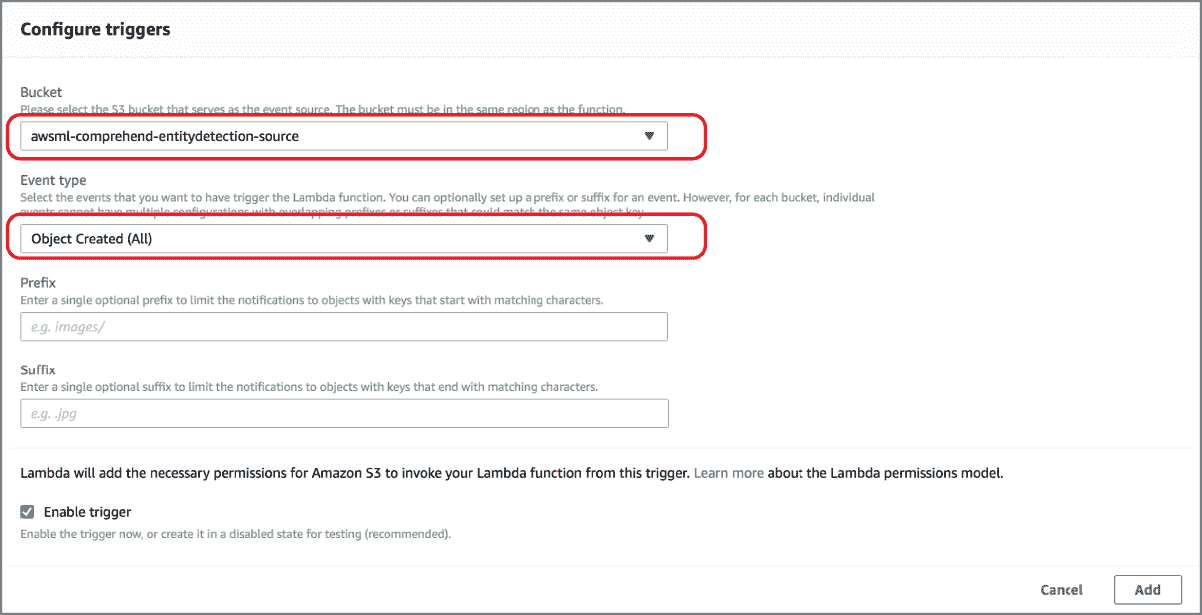 Configure triggers
Bucket
Please select the S3 bucket that serves as the event source. The bucket must be in the same region as the function.
awsml-comprehend-entitydetection-source
Event type
Select the events that you want to have trigger the Lambda function. You can optionally set up a prefix or suffix for an event. However, for each bucket, individual
events cannot have multiple configurations with overlapping prefixes or suffixes that could match the same object key.
Object Created (All)
Prefix
Enter a single optional prefix to limit the notifications to objects with keys that start with matching characters.
e.g. images/
Suffix
Enter a single optional suffix to limit the notifications to objects with keys that end with matching characters.
e.g. .jpg
Lambda will add the necessary permissions for Amazon S3 to invoke your Lambda function from this trigger. Learn more about the Lambda permissions model.
Enable trigger
Enable the trigger now, or create it in a disabled state for testing (recommended).
Cancel Add